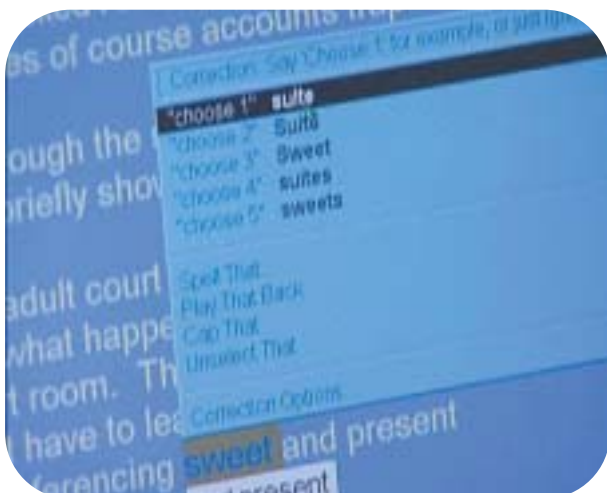 es of course accounts
Correction: Say 'Choose 1', for example, or just
"choose 1" suite
"choose 2" Suite
"choose 3" Sweet
"choose 4" suites
"choose 5" sweets
ough the
briefly show
Spell That
Play That Back
Cap That
Unselect That
adult court
what happe
t room. Th
Correction Options
have to lea
ferencing sweet and present
present